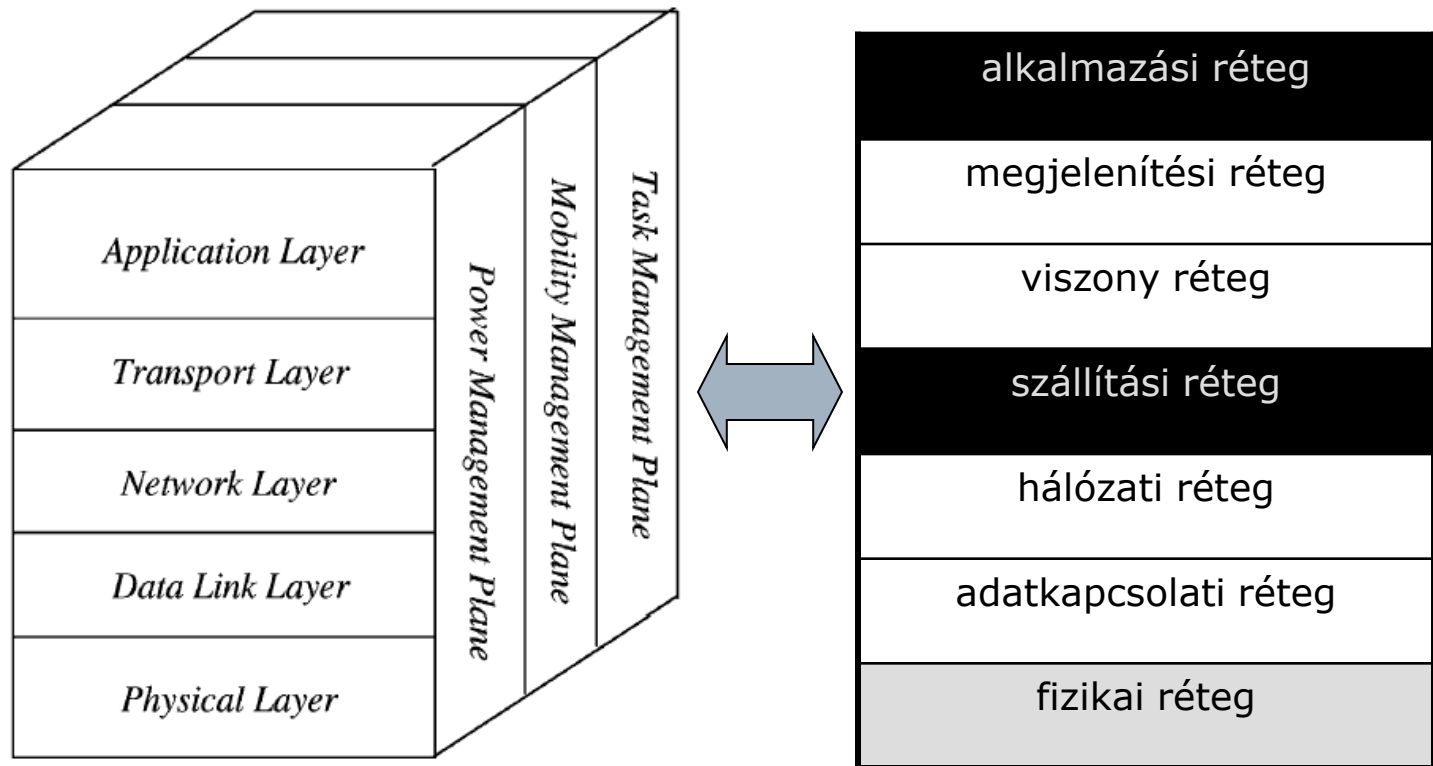 Application Layer
Transport Layer
Network Layer
Data Link Layer
Physical Layer
Power Management Plane
Mobility Management Plane
Task Management Plane
alkalmazási réteg
megjelenítési réteg
viszony réteg
szállítási réteg
hálózati réteg
adatkapcsolati réteg
fizikai réteg